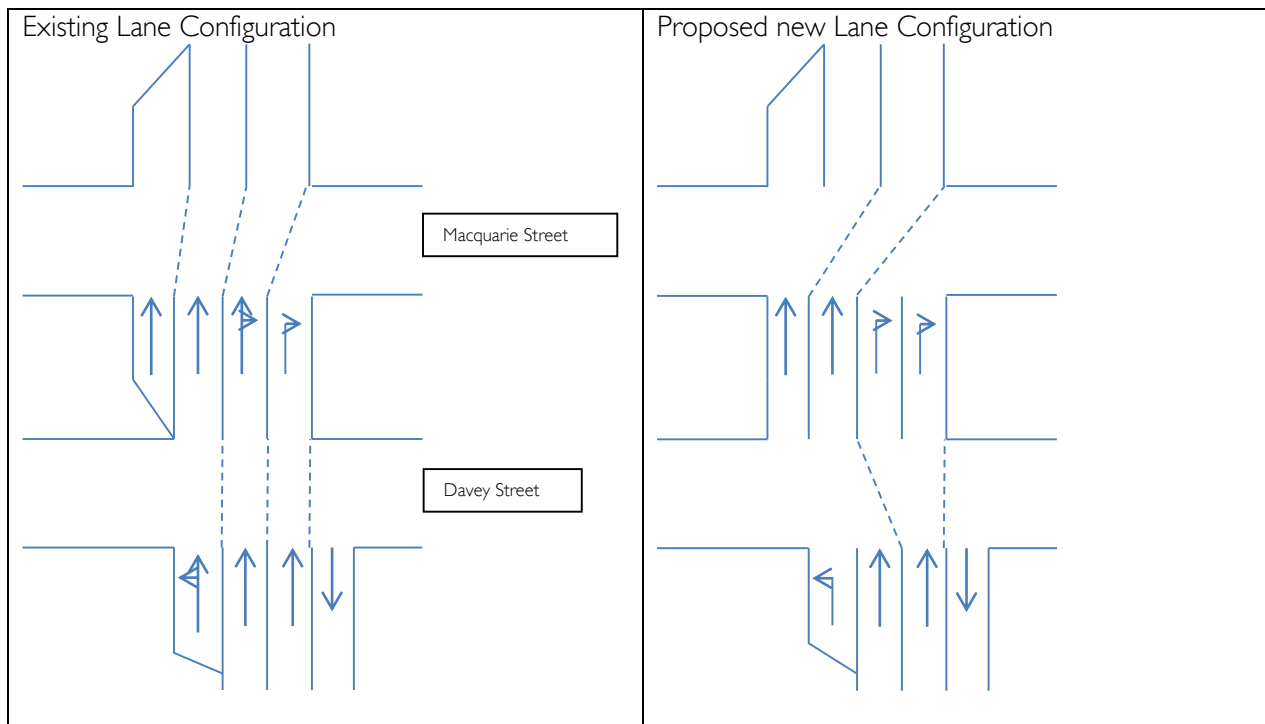 Existing Lane Configuration
Proposed new Lane Configuration
Macquarie Street
Davey Street